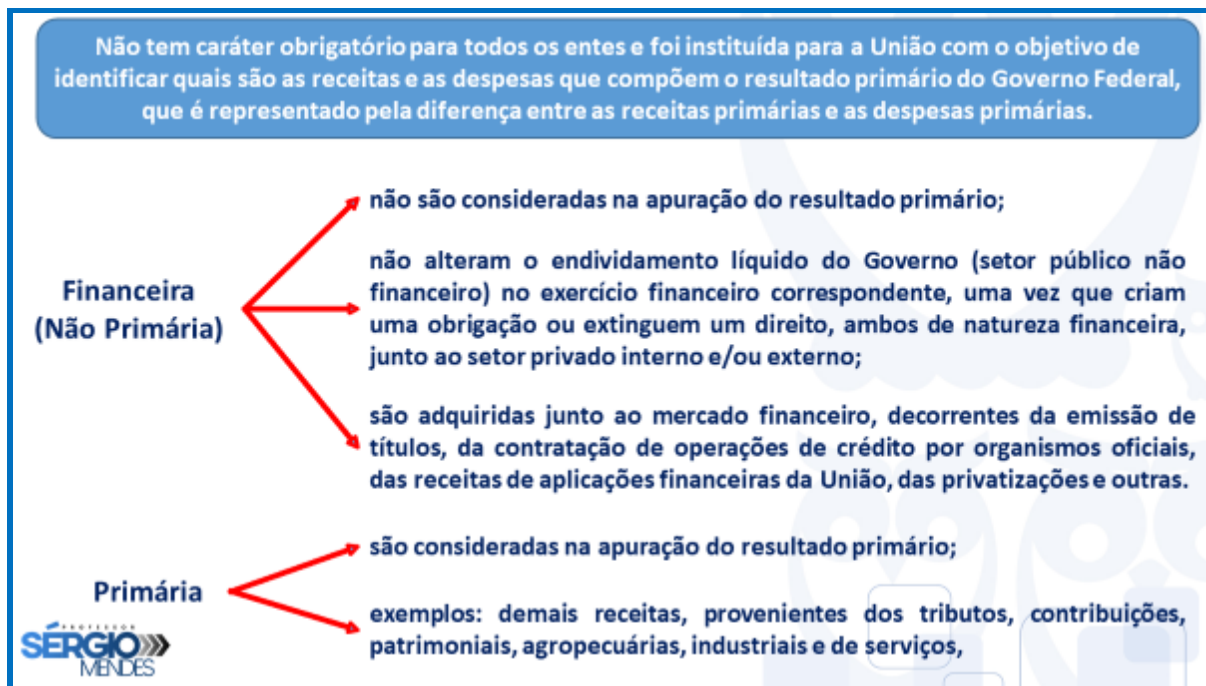 Não tem caráter obrigatório para todos os entes e foi instituída para a União com o objetivo de
identificar quais são as receitas e as despesas que compõem o resultado primário do Governo Federal,
que é representado pela diferença entre as receitas primárias e as despesas primárias.
não são consideradas na apuração do resultado primário;
Financeira
(Não Primária)
não alteram o endividamento líquido do Governo (setor público não
financeiro) no exercício financeiro correspondente, uma vez que criam
uma obrigação ou extinguem um direito, ambos de natureza financeira,
junto ao setor privado interno e/ou externo;
são adquiridas junto ao mercado financeiro, decorrentes da emissão de
títulos, da contratação de operações de crédito por organismos oficiais,
das receitas de aplicações financeiras da União, das privatizações e outras.
Primária
são consideradas na apuração do resultado primário;
exemplos: demais receitas, provenientes dos tributos, contribuições,
patrimoniais, agropecuárias, industriais e de serviços,
PROFESSOR
SÉRGIO
MENDES